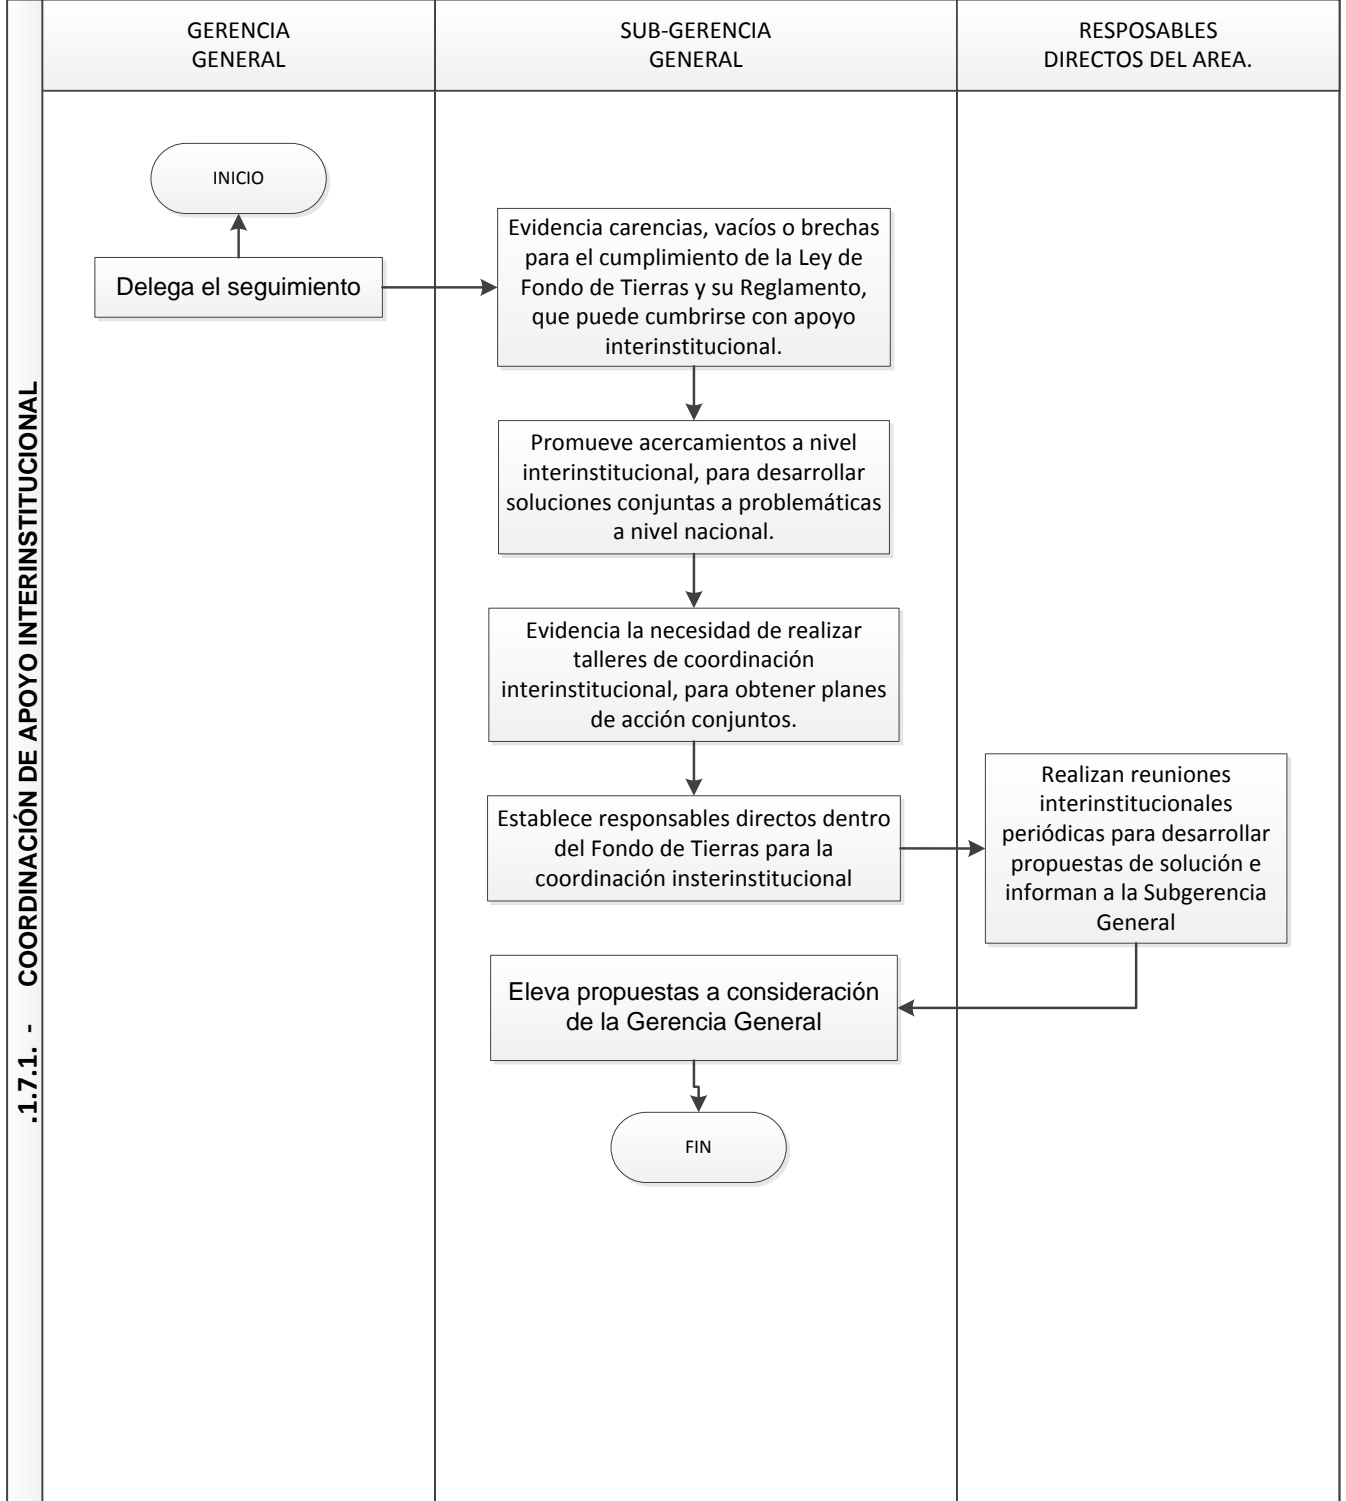 GERENCIA
GENERAL
SUB-GERENCIA
GENERAL
RESPOSABLES
DIRECTOS DEL AREA.
.1.7.1. - COORDINACIÓN DE APOYO INTERINSTITUCIONAL
INICIO
Delega el seguimiento
Evidencia carencias, vacíos o brechas
para el cumplimiento de la Ley de
Fondo de Tierras y su Reglamento,
que puede cumbrirse con apoyo
interinstitucional.
Promueve acercamientos a nivel
interinstitucional, para desarrollar
soluciones conjuntas a problemáticas
a nivel nacional.
Evidencia la necesidad de realizar
talleres de coordinación
interinstitucional, para obtener planes
de acción conjuntos.
Establece responsables directos dentro
del Fondo de Tierras para la
coordinación insterinstitucional
Realizan reuniones
interinstitucionales
periódicas para desarrollar
propuestas de solución e
informan a la Subgerencia
General
Eleva propuestas a consideración
de la Gerencia General
FIN